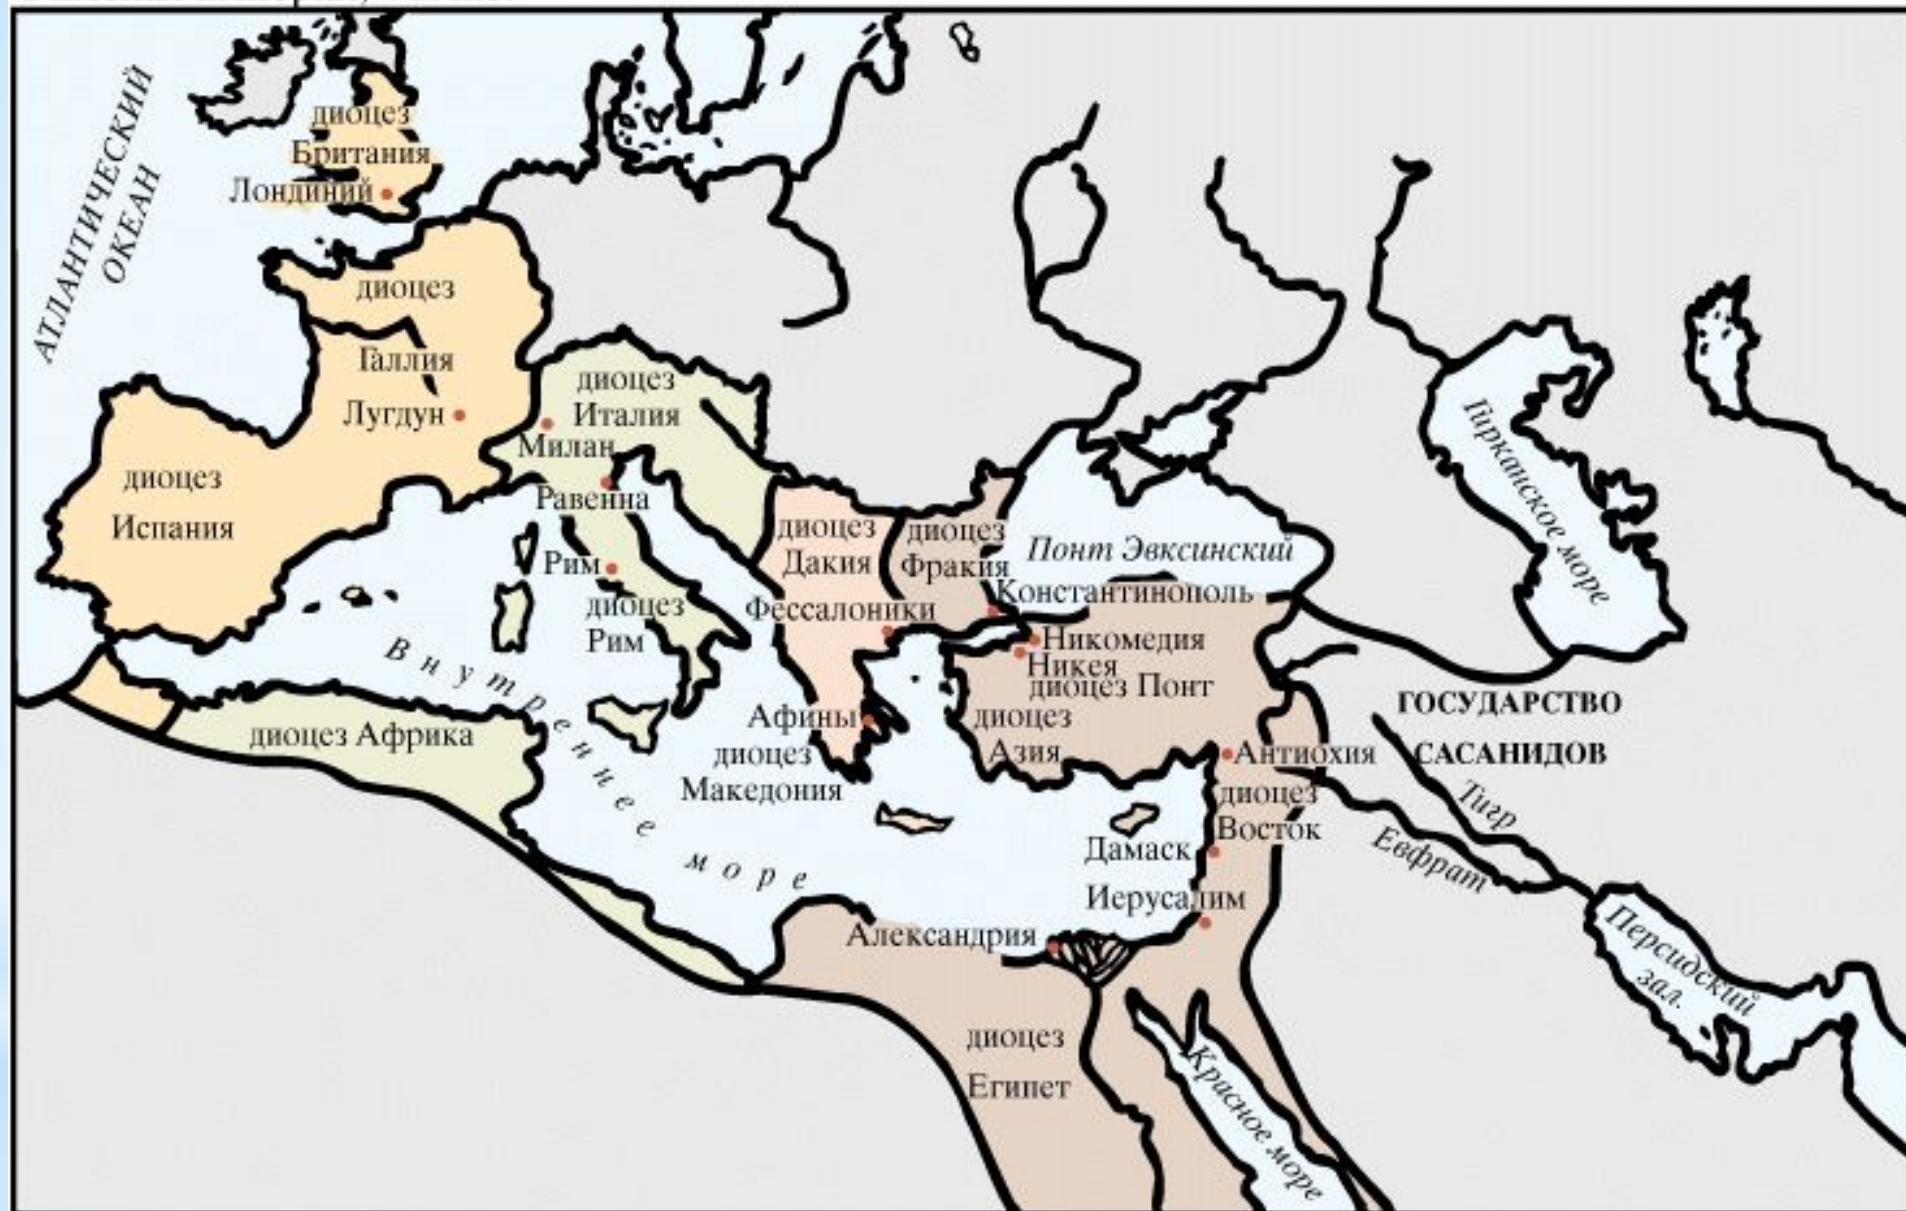 АТЛАНТИЧЕСКИЙ
ОКЕАН
диоцез
Британия
Лондиний
диоцез
Галлия
Лугдун
диоцез
Испания
диоцез
Италия
Милан
Равенна
Рим
диоцез
Рим
диоцез
Дакия
диоцез
Фракия
Фессалоники
Понт Эвксинский
Константинополь
Никомедия
Никея
диоцез Понт
диоцез
Азия
Афины
диоцез
Македония
Внутреннее море
диоцез Африка
Антиохия
диоцез
Восток
Дамаск
Иерусалим
Александрия
диоцез
Египет
Красное море
Гирканское море
ГОСУДАРСТВО
САСАНИДОВ
Тигр
Евфрат
Персидский
зал.